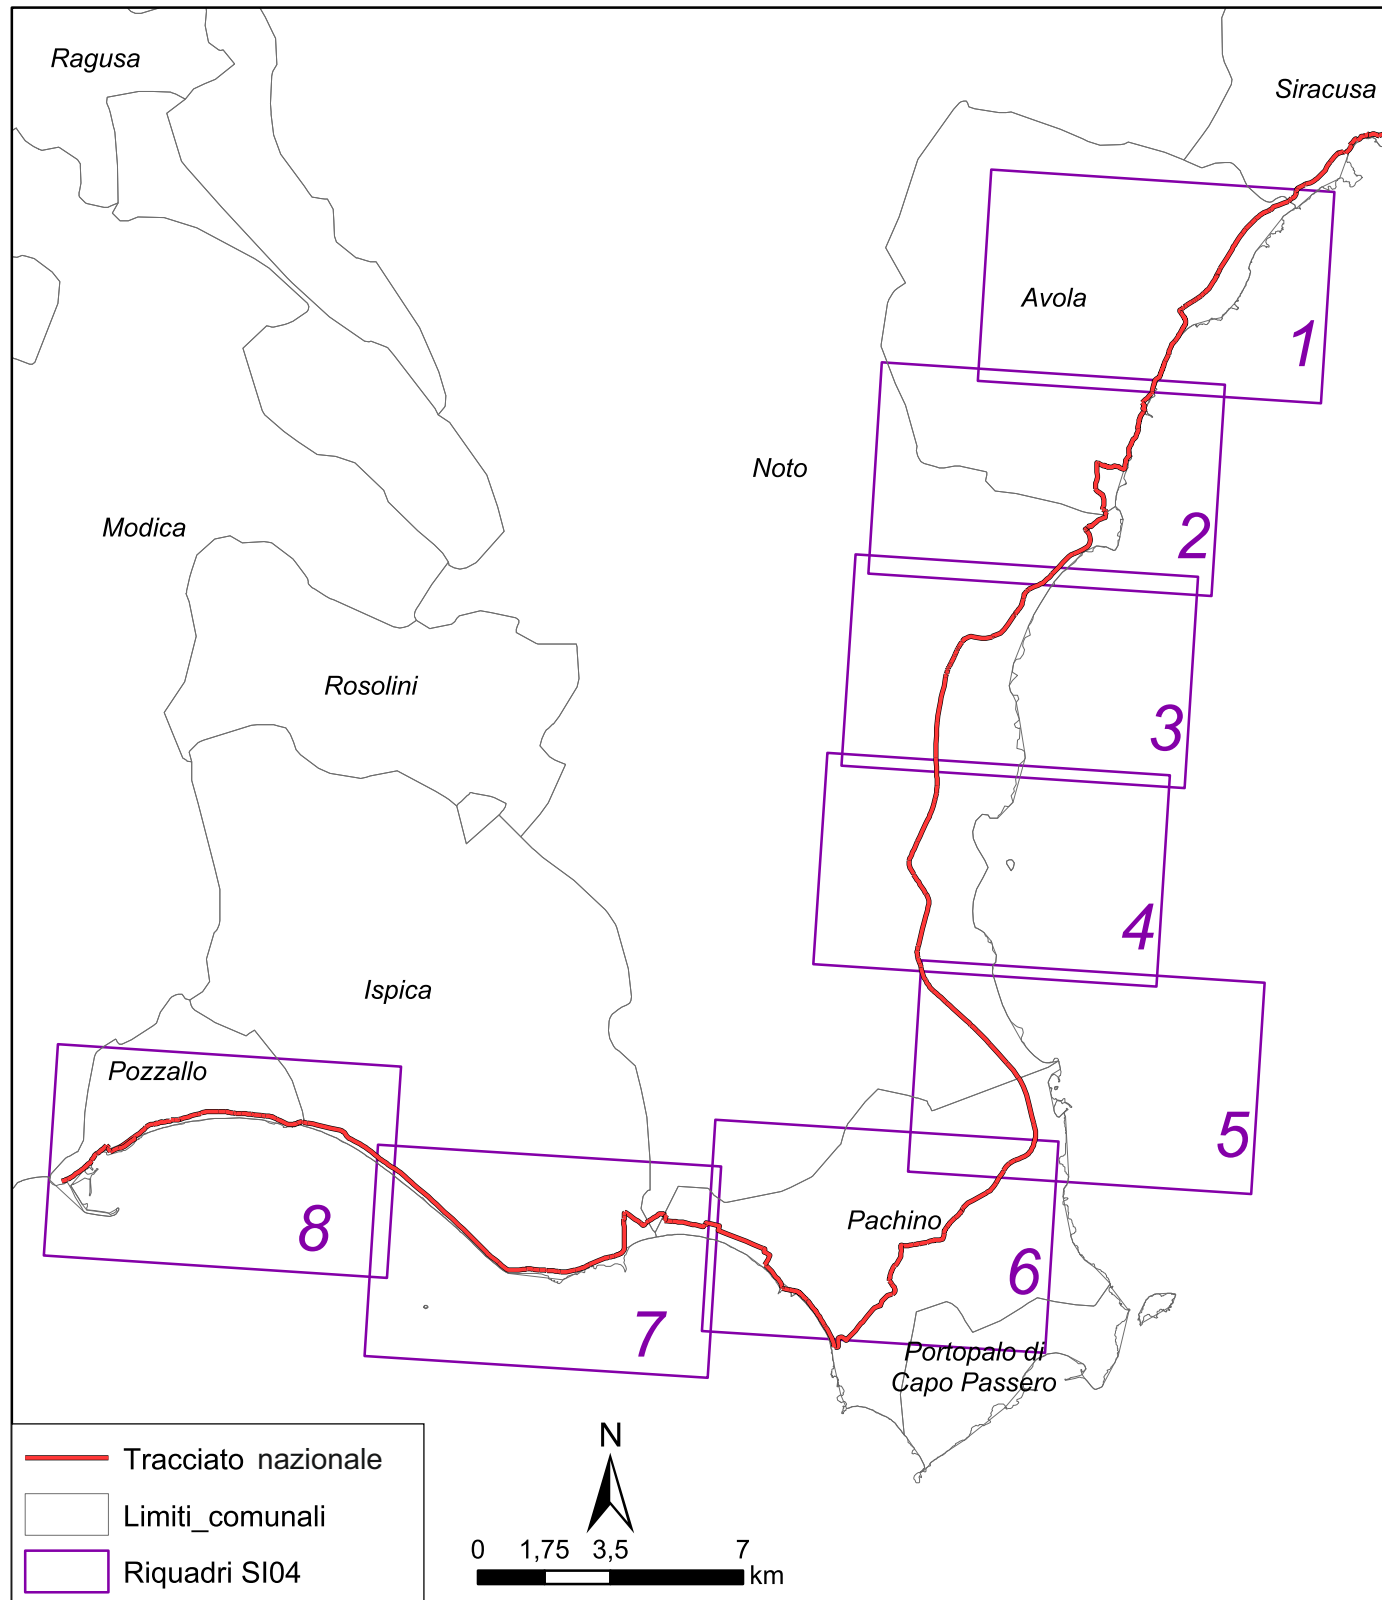 Ragusa
Siracusa
Avola
1
Noto
2
Modica
Rosolini
3
4
Ispica
Pozzallo
5
Pachino
8
6
7
Portopalo di
Capo Passero
N
Tracciato nazionale
Limiti_comunali
Riquadri SI04
0 1,75 3,5 7
km